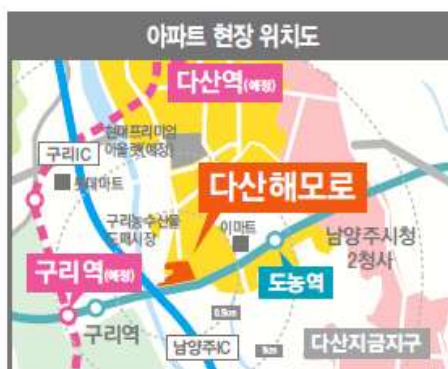 아파트 현장 위치도
다산역(예정)
현대프리미엄
아울렛(예정)
구리IC
롯데마트
다산해모로
구리농수산물
도매시장
이마트
남양주시청
2청사
구리역(예정)
도농역
0.5km
구리역
남양주IC
1km
다산지금지구